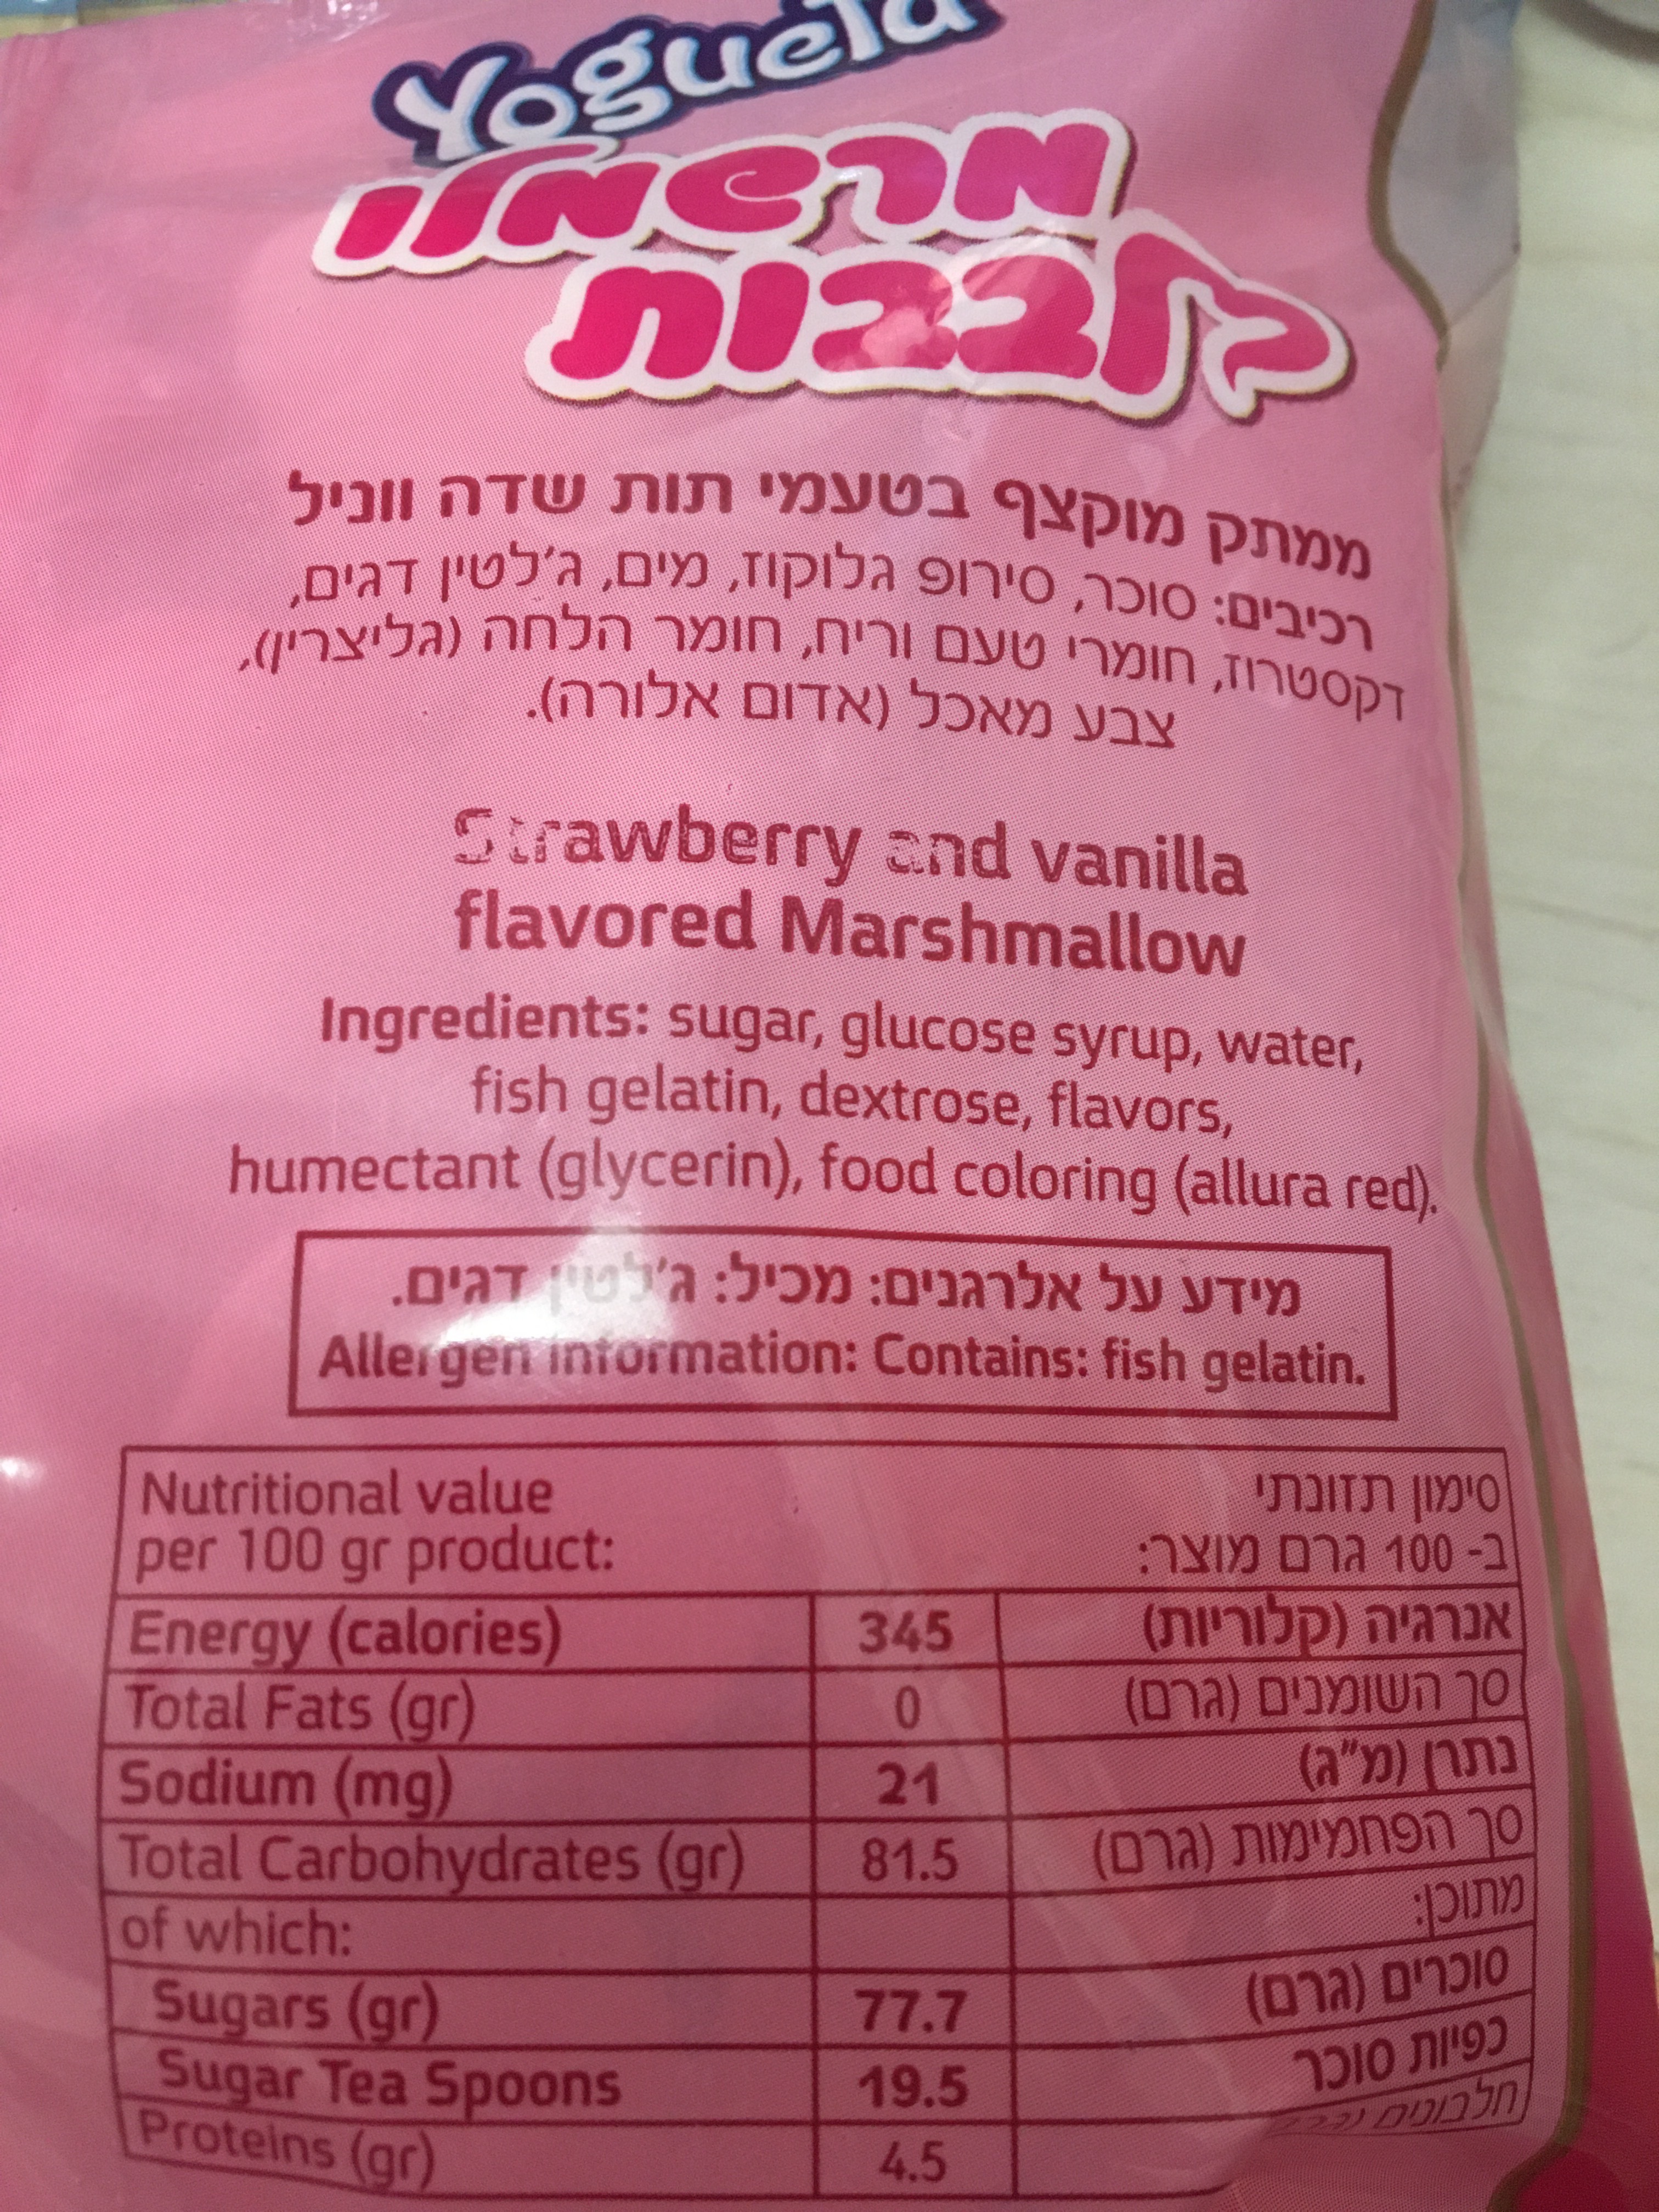 Yogueta
מרשמלו
לבבות
ממתק מוקצף בטעמי תות שדה ווניל
רכיבים: סוכר, סירופ גלוקוז, מים, ג'לטין דגים,
דקסטרוז, חומרי טעם וריח, חומר הלחה (גליצרין),
צבע מאכל (אדום אלורה).
Strawberry and vanilla
flavored Marshmallow
Ingredients: sugar, glucose syrup, water,
fish gelatin, dextrose, flavors,
humectant (glycerin), food coloring (allura red).
מידע על אלרגנים: מכיל: ג'לטין דגים.
Allergen information: Contains: fish gelatin.
Nutritional value סימון תזונתי
per 100 gr product: ב- 100 גרם מוצר:
Energy (calories) 345 אנרגיה (קלוריות)
Total Fats (gr) 0 סך השומנים (גרם)
Sodium (mg) 21 נתרן (מ"ג)
Total Carbohydrates (gr) 81.5 סך הפחמימות (גרם)
of which: מתוכן:
Sugars (gr) 77.7 סוכרים (גרם)
Sugar Tea Spoons 19.5 כפיות סוכר
Proteins (gr) 4.5 חלבונים